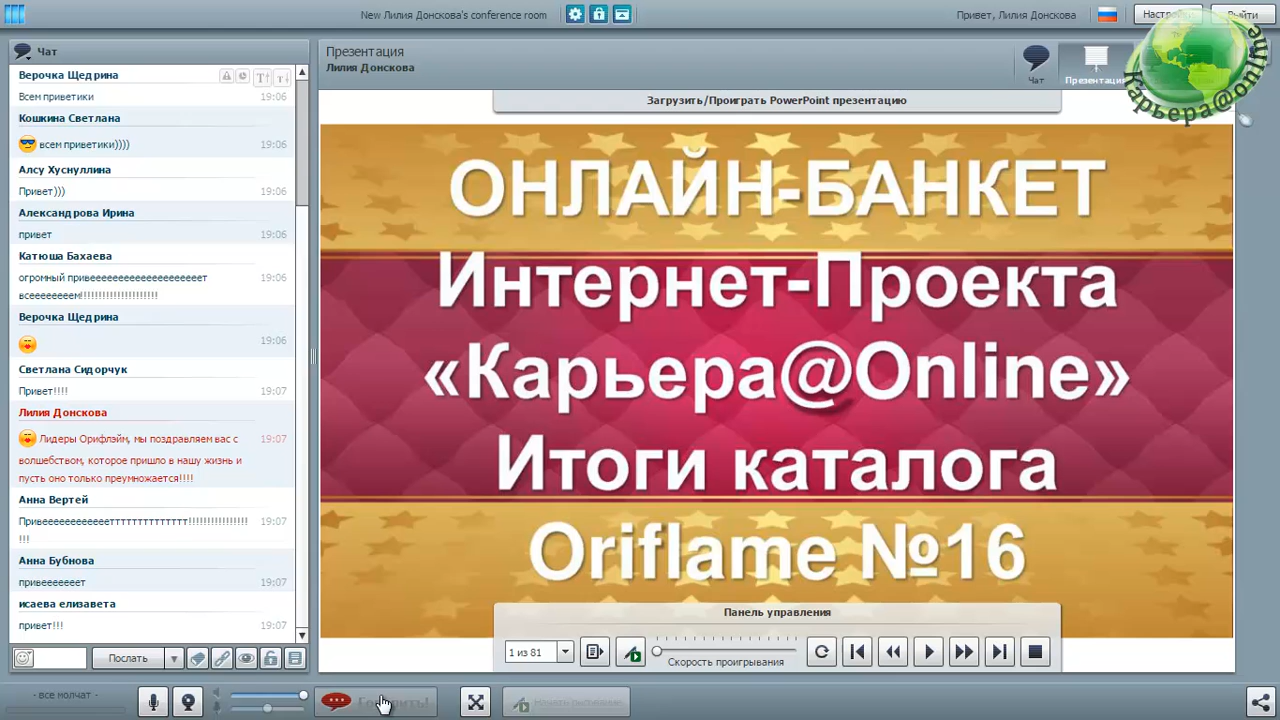 New Лилия Донскова's conference room
Привет, Лилия Донскова
Настройки
Выйти
Карьера@online
Чат
Верочка Щедрина
Всем приветики 19:06
Кошкина Светлана
всем приветики)))) 19:06
Алсу Хуснуллина
Привет))) 19:06
Александрова Ирина
привет 19:06
Катюша Бахаева
огромный привеееееееееееееееееееееет 19:06
всееееееем!!!!!!!!!!!!!!!!!!!!!
Верочка Щедрина
19:06
Светлана Сидорчук
Привет!!!! 19:07
Лилия Донскова
Лидеры Орифлэйм, мы поздравляем вас с 19:07
волшебством, которое пришло в нашу жизнь и
пусть оно только преумножается!!!!
Анна Вертей
Привеееееееееееетттттттттттттт!!!!!!!!!!!!!!!!! 19:07
!!!
Анна Бубнова
привеееееееет 19:07
исаева елизавета
привет!!! 19:07
Послать
- все молчат -
Презентация
Лилия Донскова
Чат
Презентация
Загрузить/Проиграть PowerPoint презентацию
ОНЛАЙН-БАНКЕТ
Интернет-Проекта
«Карьера@Online»
Итоги каталога
Oriflame №16
Панель управления
1 из 81
Скорость проигрывания